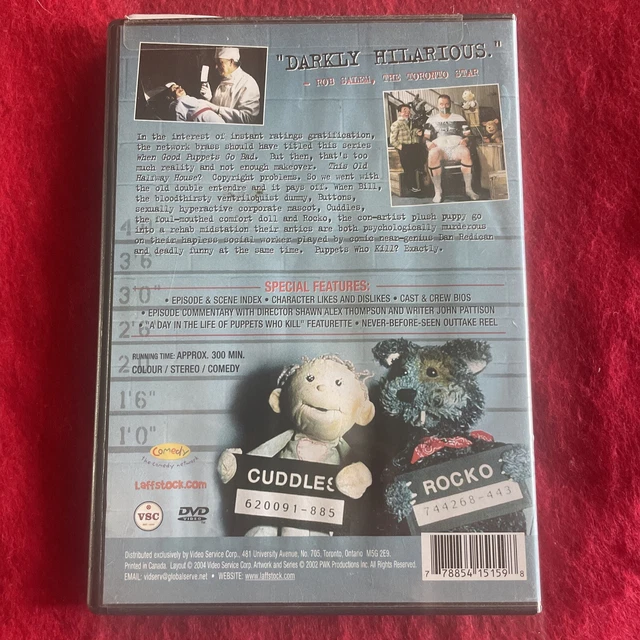 "DARKLY HILARIOUS."
- ROB SALEM, THE TORONTO STAR
In the interest of instant ratings gratification,
the network brass should have titled this series
When Good Puppets Go Bad. But then, that's too
much reality and not enough makeover. This Old
Halfway House? Copyright problems. So we went with
the old double entendre and it pays off. When Bill,
the bloodthirsty ventriloquist dummy, Buttons,
sexually hyperactive corporate mascot, Cuddles,
the foul-mouthed comfort doll and Rocko, the con-artist plush puppy go
into a rehab midstation their antics are both psychologically murderous
on their hapless social worker played by comic near-genius Dan Redican
and deadly funny at the same time. Puppets Who Kill? Exactly.
4
3'6
3'0"
2'6
2'0
1'6"
1'0"
SPECIAL FEATURES:
• EPISODE & SCENE INDEX • CHARACTER LIKES AND DISLIKES • CAST & CREW BIOS
• EPISODE COMMENTARY WITH DIRECTOR SHAWN ALEX THOMPSON AND WRITER JOHN PATTISON
• "A DAY IN THE LIFE OF PUPPETS WHO KILL" FEATURETTE • NEVER-BEFORE-SEEN OUTTAKE REEL
RUNNING TIME: APPROX. 300 MIN.
COLOUR / STEREO / COMEDY
Comedy
The Comedy Network
Laffstock.com
VSC
DVD
VIDEO
CUDDLES
620091-885
ROCKO
744268-443
Distributed exclusively by Video Service Corp., 481 University Avenue, No. 705, Toronto, Ontario M5G 2E9.
Printed in Canada. Layout © 2004 Video Service Corp. Artwork and Series © 2002 PWK Productions Inc. All Rights Reserved.
EMAIL: vidserv@globalserve.net • WEBSITE: www.laffstock.com
7 78854 15159 8